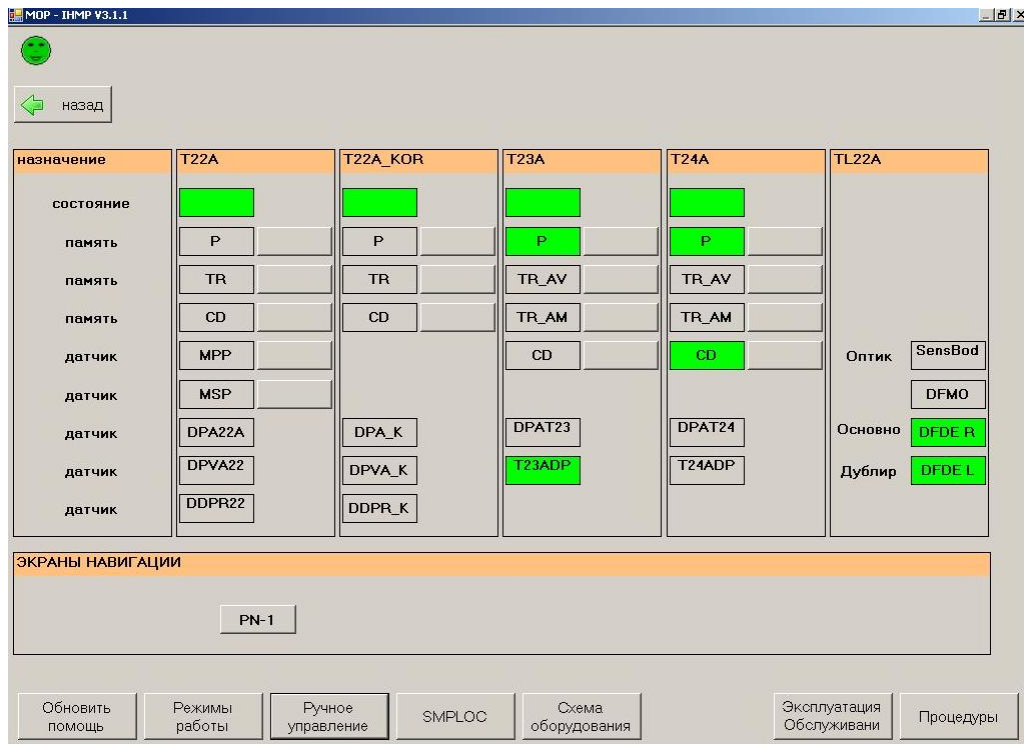 MOP - IHMP V3.1.1
назад
назначение T22A T22A_KOR T23A T24A TL22A
состояние
память P P P P
память TR TR TR_AV TR_AV
память CD CD TR_AM TR_AM
датчик MPP CD CD Оптик SensBod
датчик MSP DFMO
датчик DPA22A DPA_K DPAT23 DPAT24 Основно DFDE R
датчик DPVA22 DPVA_K T23ADP T24ADP Дублир DFDE L
датчик DDPR22 DDPR_K
ЭКРАНЫ НАВИГАЦИИ
PN-1
Обновить помощь
Режимы работы
Ручное управление
SMPLOC
Схема оборудования
Эксплуатация Обслуживани
Процедуры